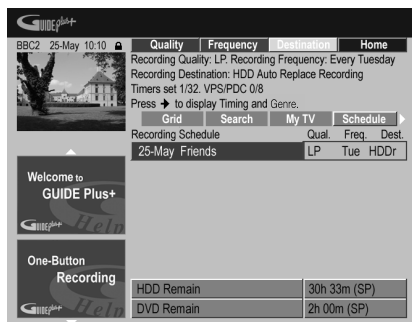 GUIDE Plus+
BBC2 25-May 10:10
Quality Frequency Destination Home
Recording Quality: LP. Recording Frequency: Every Tuesday
Recording Destination: HDD Auto Replace Recording
Timers set 1/32. VPS/PDC 0/8
Press → to display Timing and Genre.
Grid Search My TV Schedule
Recording Schedule Qual. Freq. Dest.
25-May Friends LP Tue HDDr
Welcome to
GUIDE Plus+
GUIDE Plus+ Help
One-Button
Recording
GUIDE Plus+ Help
HDD Remain 30h 33m (SP)
DVD Remain 2h 00m (SP)